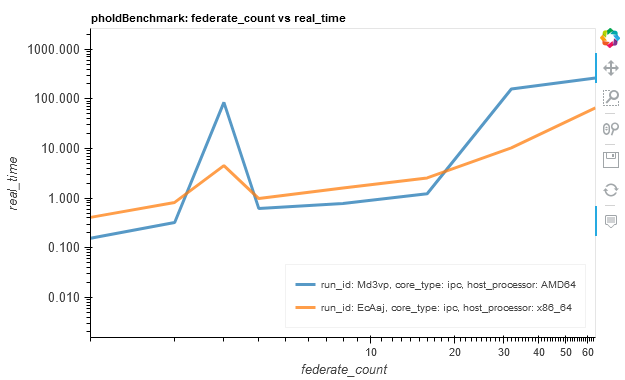 pholdBenchmark: federate_count vs real_time
1000.000
100.000
10.000
1.000
0.100
0.010
real_time
run_id: Md3vp, core_type: ipc, host_processor: AMD64
run_id: EcAaj, core_type: ipc, host_processor: x86_64
10 20 30 40 50 60
federate_count